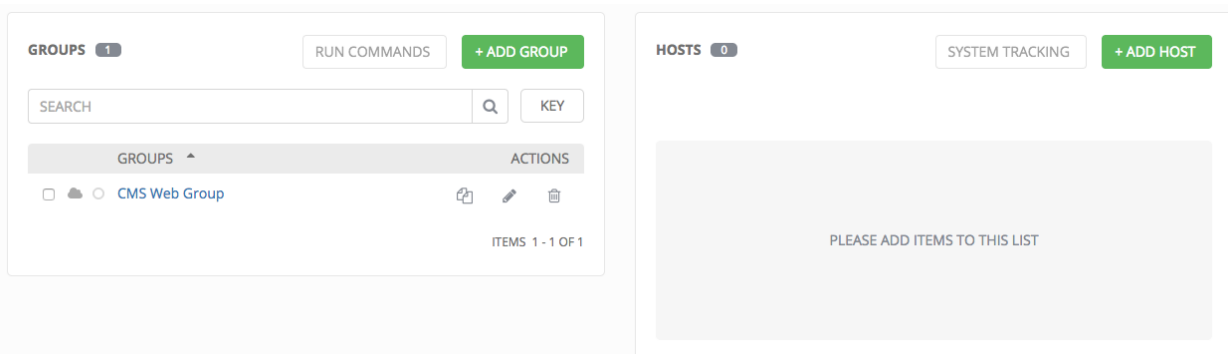 GROUPS 1 RUN COMMANDS + ADD GROUP
SEARCH KEY
GROUPS ACTIONS
CMS Web Group
ITEMS 1 - 1 OF 1
HOSTS 0 SYSTEM TRACKING + ADD HOST
PLEASE ADD ITEMS TO THIS LIST